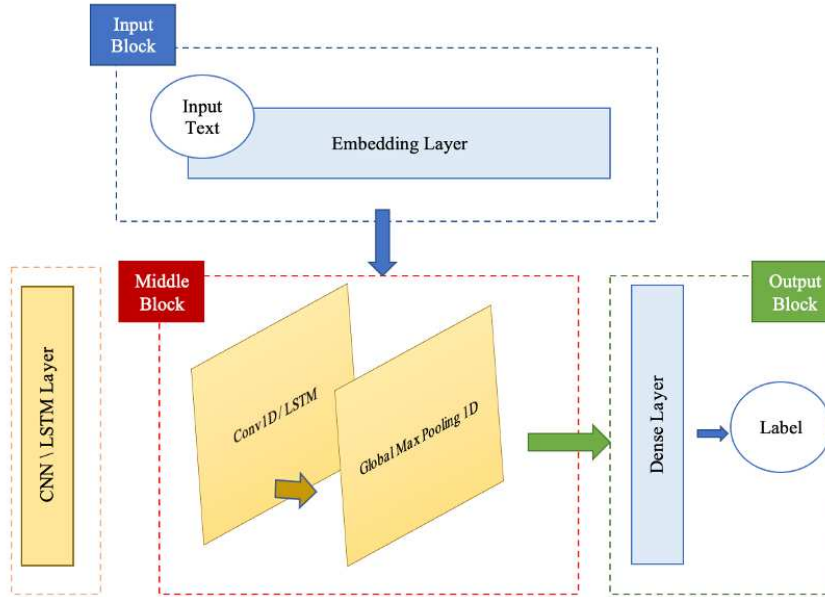 Input
Block
Input
Text
Embedding Layer
CNN \ LSTM Layer
Middle
Block
Conv1D / LSTM
Global Max Pooling 1D
Output
Block
Dense Layer
Label